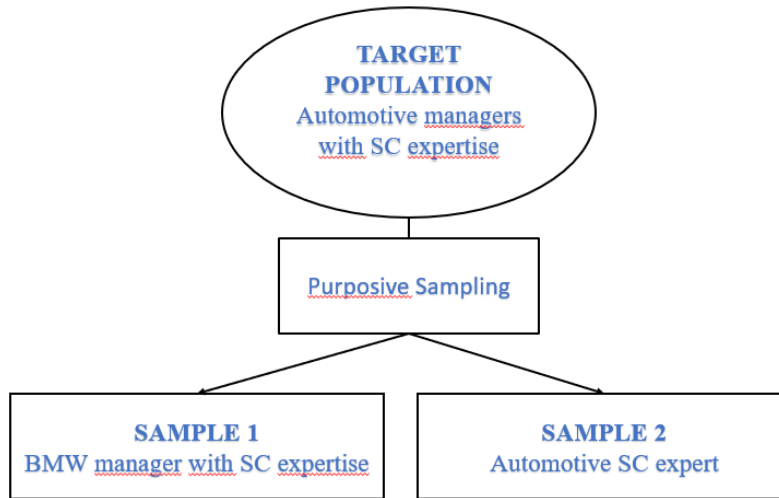 TARGET
POPULATION
Automotive managers
with SC expertise
Purposive Sampling
SAMPLE 1
BMW manager with SC expertise
SAMPLE 2
Automotive SC expert